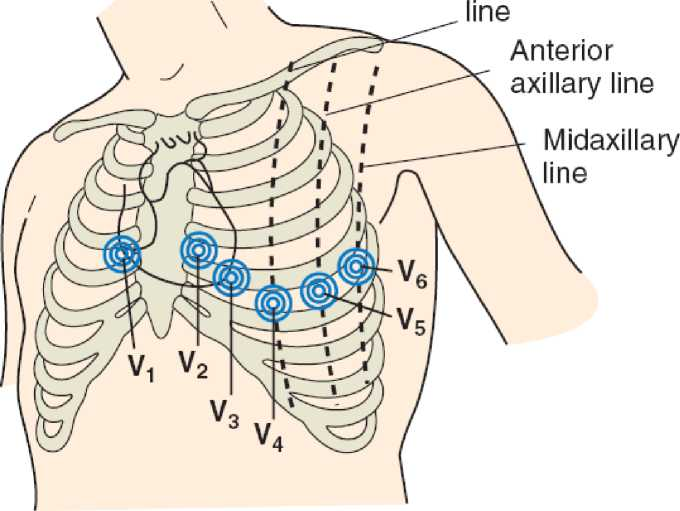 line
Anterior
axillary line
Midaxillary
line
V6
V5
V1
V2
V3
V4